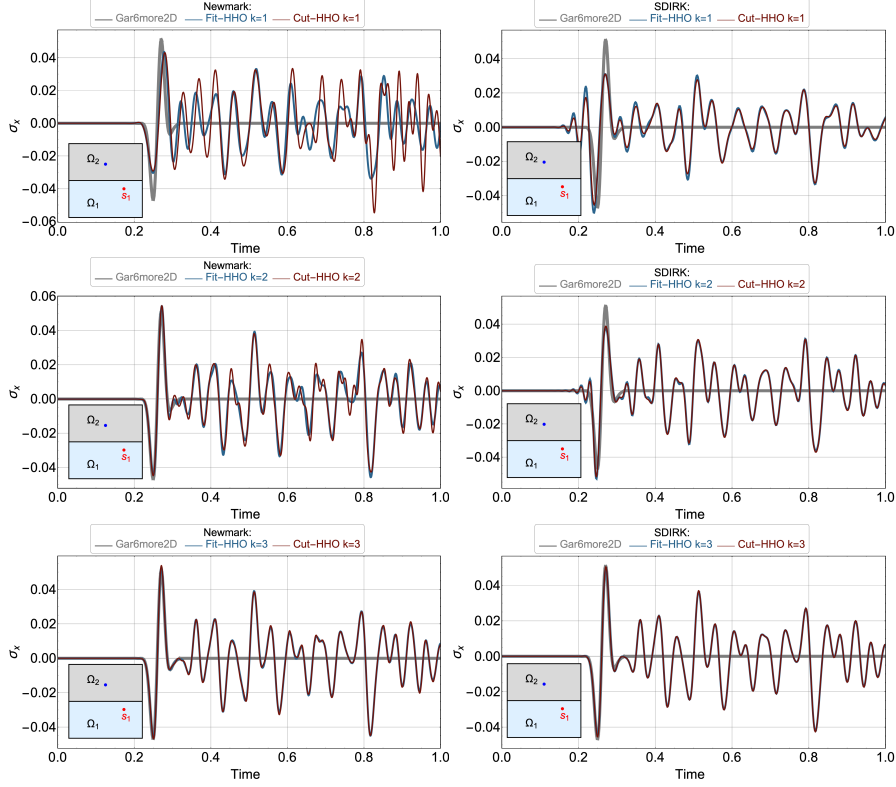 Newmark:
Gar6more2D Fit-HHO k=1 Cut-HHO k=1
0.04
0.02
0.00
-0.02
-0.04
-0.06
σx
Ω2
Ω1
s1
0.0 0.2 0.4 0.6 0.8 1.0
Time
SDIRK:
Gar6more2D Fit-HHO k=1 Cut-HHO k=1
0.04
0.02
0.00
-0.02
-0.04
σx
Ω2
Ω1
s1
0.0 0.2 0.4 0.6 0.8 1.0
Time
Newmark:
Gar6more2D Fit-HHO k=2 Cut-HHO k=2
0.06
0.04
0.02
0.00
-0.02
-0.04
σx
Ω2
Ω1
s1
0.0 0.2 0.4 0.6 0.8 1.0
Time
SDIRK:
Gar6more2D Fit-HHO k=2 Cut-HHO k=2
0.04
0.02
0.00
-0.02
-0.04
σx
Ω2
Ω1
s1
0.0 0.2 0.4 0.6 0.8 1.0
Time
Newmark:
Gar6more2D Fit-HHO k=3 Cut-HHO k=3
0.04
0.02
0.00
-0.02
-0.04
σx
Ω2
Ω1
s1
0.0 0.2 0.4 0.6 0.8 1.0
Time
SDIRK:
Gar6more2D Fit-HHO k=3 Cut-HHO k=3
0.04
0.02
0.00
-0.02
-0.04
σx
Ω2
Ω1
s1
0.0 0.2 0.4 0.6 0.8 1.0
Time